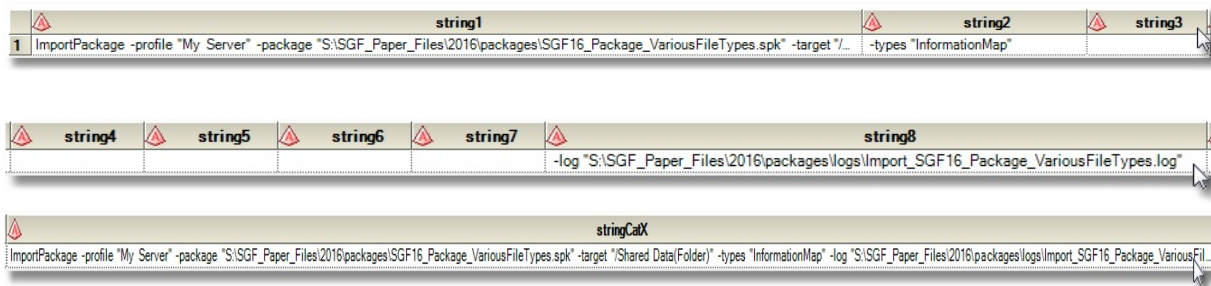 string1 string2 string3
1 ImportPackage -profile "My Server" -package "S:\SGF_Paper_Files\2016\packages\SGF16_Package_VariousFileTypes.spk" -target "/... -types "InformationMap"
string4 string5 string6 string7 string8
-log "S:\SGF_Paper_Files\2016\packages\logs\Import_SGF16_Package_VariousFileTypes.log"
stringCatX
ImportPackage -profile "My Server" -package "S:\SGF_Paper_Files\2016\packages\SGF16_Package_VariousFileTypes.spk" -target "/Shared Data(Folder)" -types "InformationMap" -log "S:\SGF_Paper_Files\2016\packages\logs\Import_SGF16_Package_VariousFil...